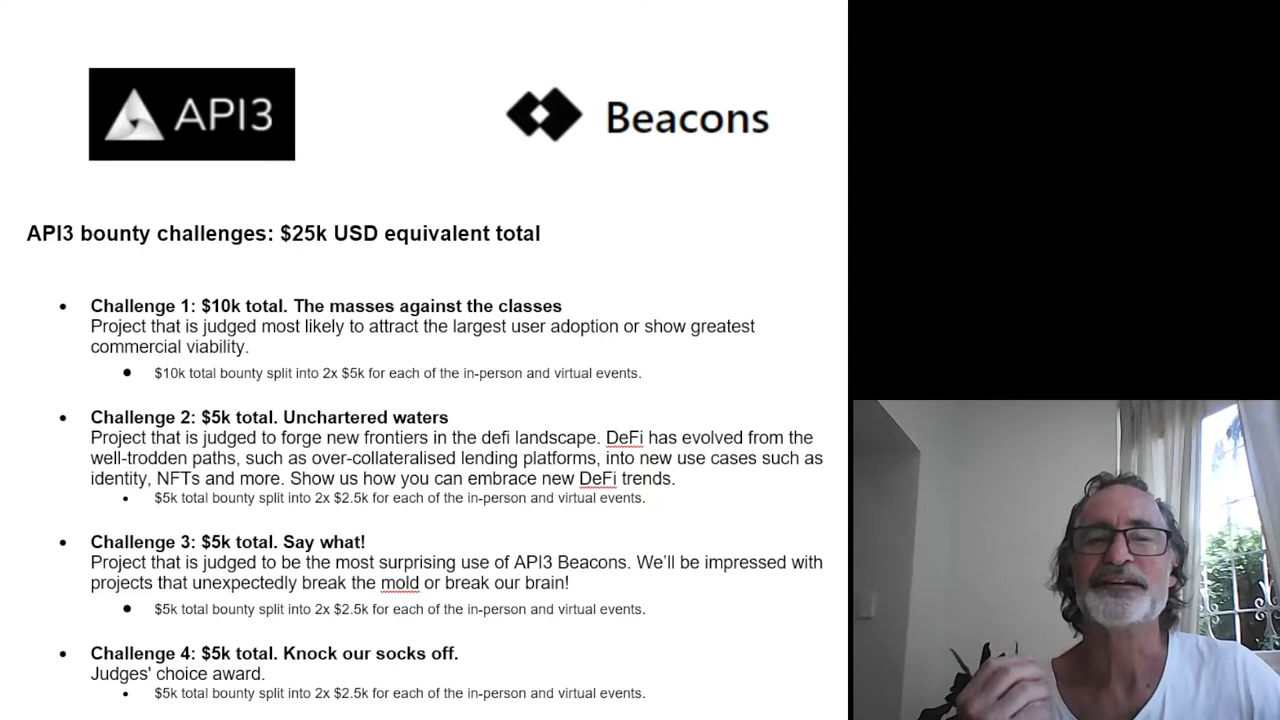 API3
Beacons
API3 bounty challenges: $25k USD equivalent total
• Challenge 1: $10k total. The masses against the classes
Project that is judged most likely to attract the largest user adoption or show greatest
commercial viability.
• $10k total bounty split into 2x $5k for each of the in-person and virtual events.
• Challenge 2: $5k total. Unchartered waters
Project that is judged to forge new frontiers in the defi landscape. DeFi has evolved from the
well-trodden paths, such as over-collateralised lending platforms, into new use cases such as
identity, NFTs and more. Show us how you can embrace new DeFi trends.
• $5k total bounty split into 2x $2.5k for each of the in-person and virtual events.
• Challenge 3: $5k total. Say what!
Project that is judged to be the most surprising use of API3 Beacons. We'll be impressed with
projects that unexpectedly break the mold or break our brain!
• $5k total bounty split into 2x $2.5k for each of the in-person and virtual events.
• Challenge 4: $5k total. Knock our socks off.
Judges' choice award.
• $5k total bounty split into 2x $2.5k for each of the in-person and virtual events.